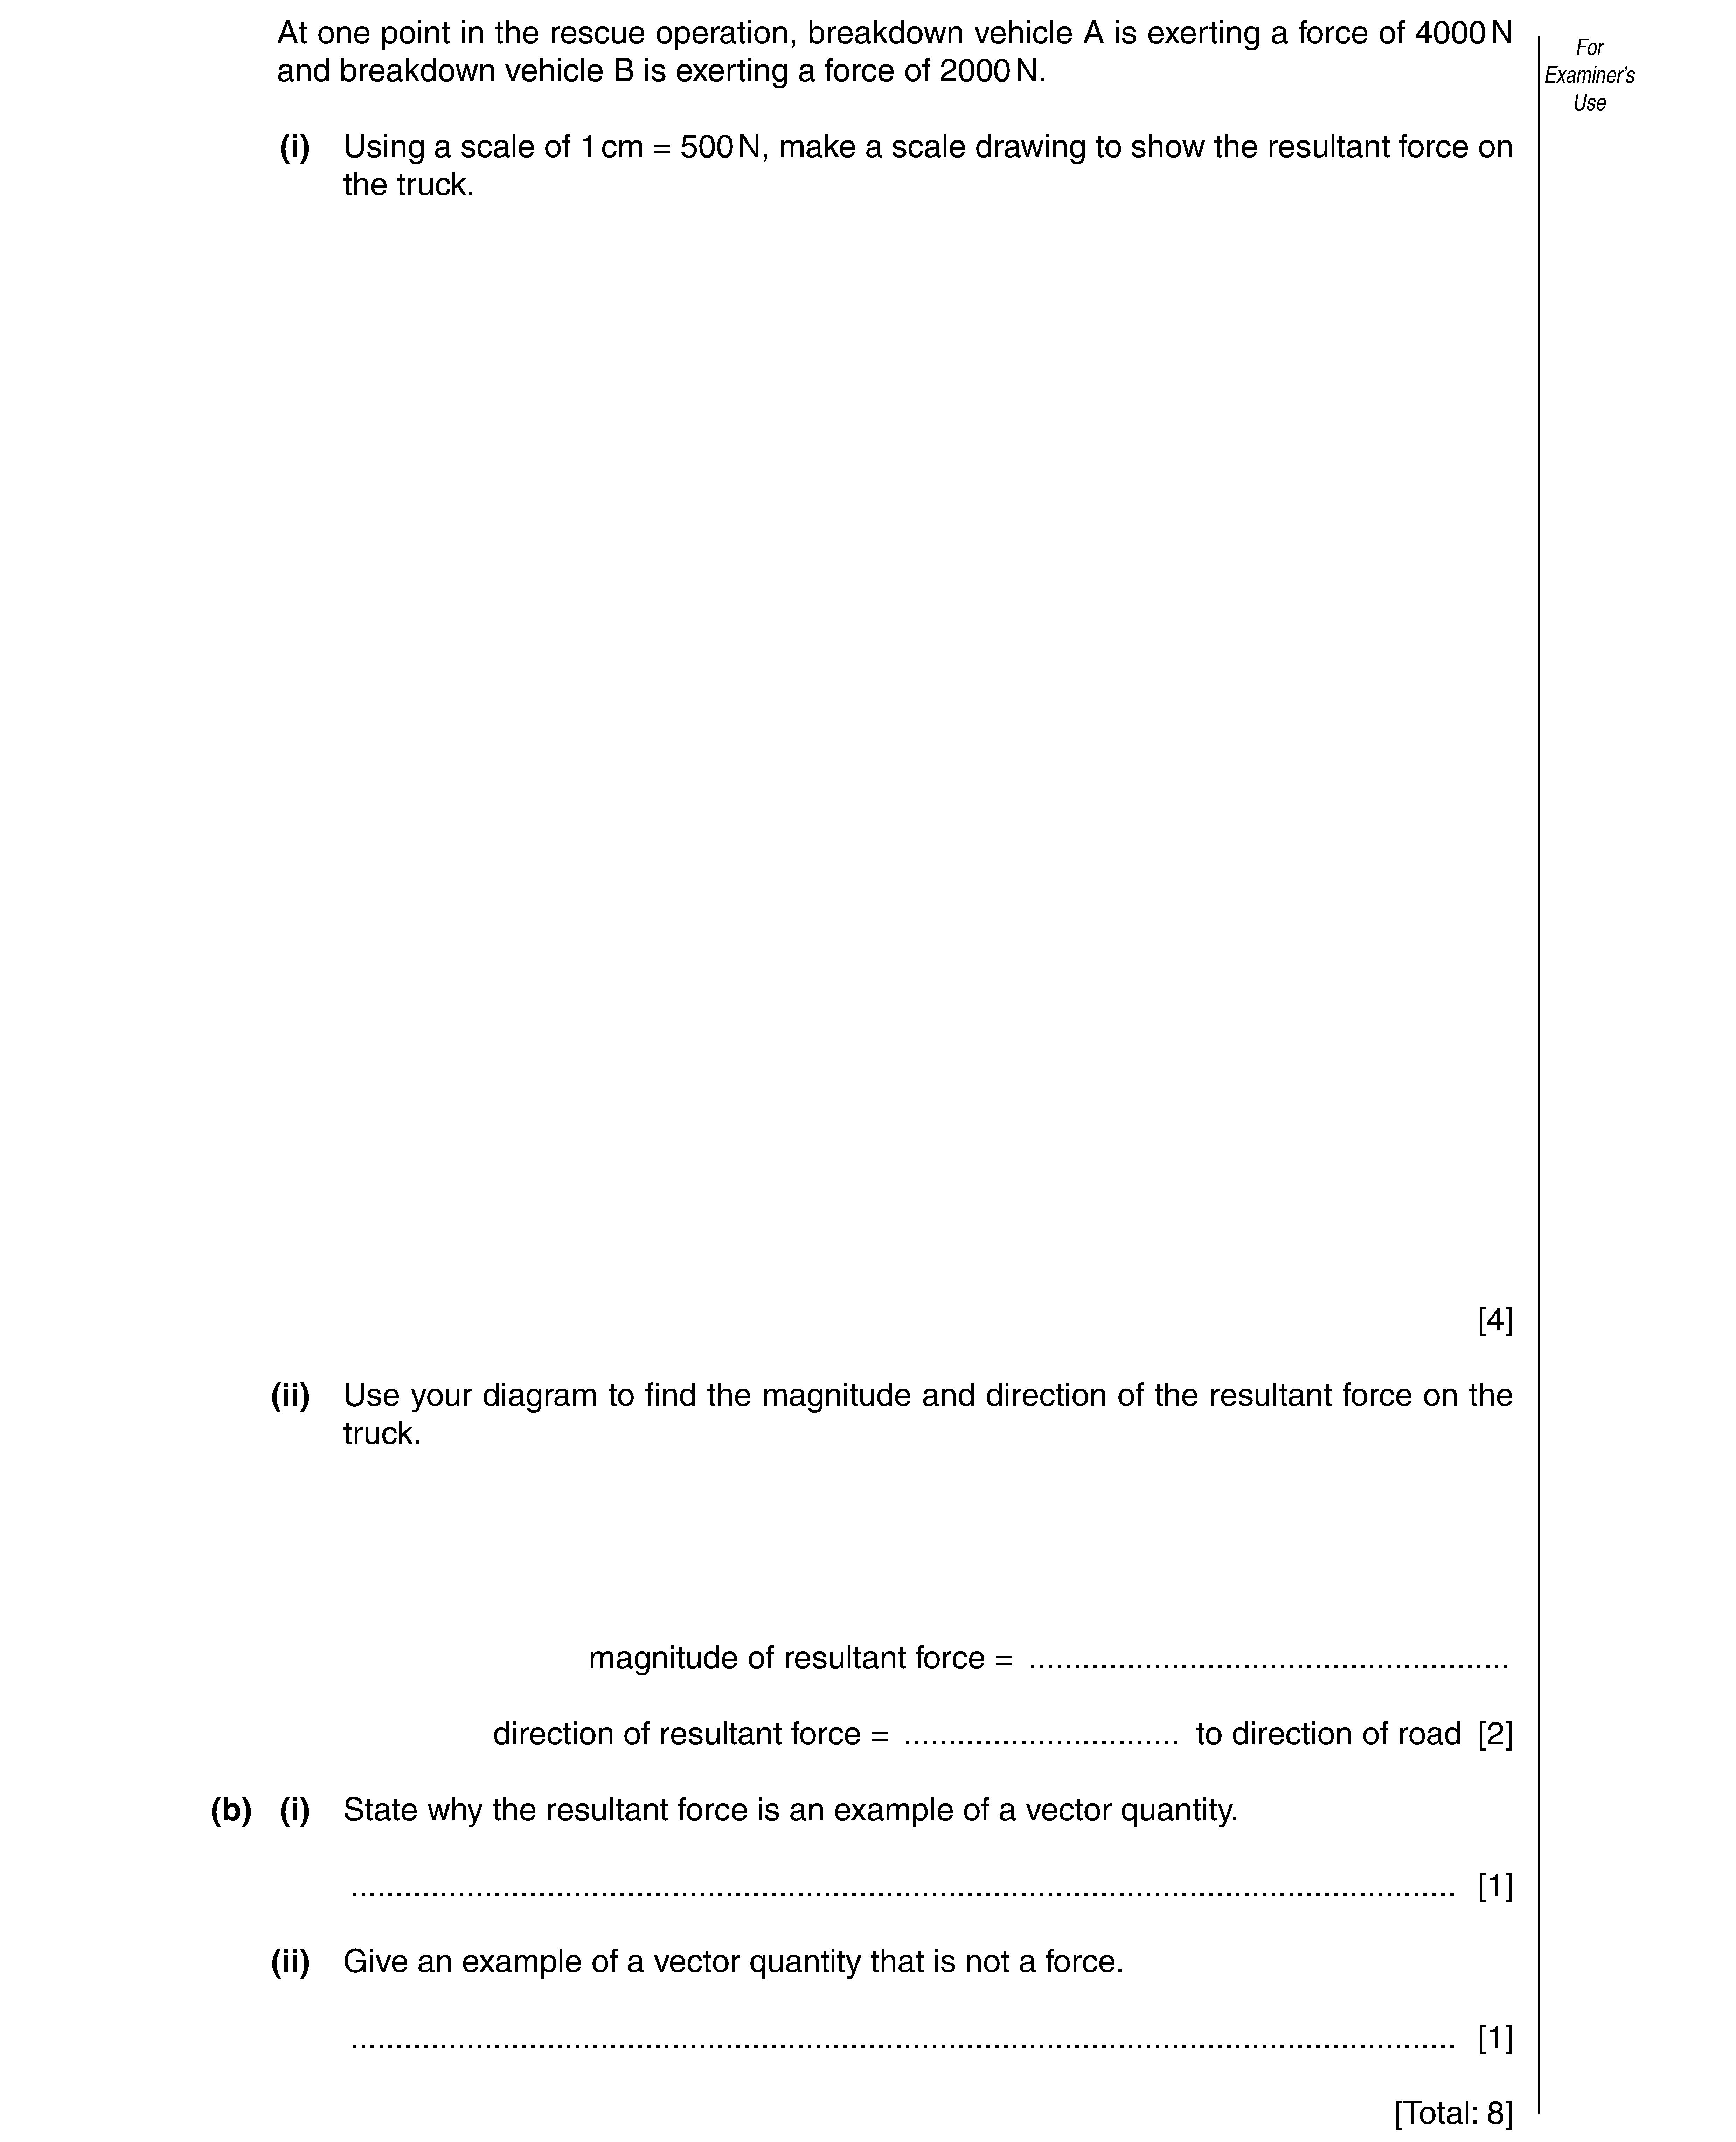 At one point in the rescue operation, breakdown vehicle A is exerting a force of 4000 N
and breakdown vehicle B is exerting a force of 2000 N.
For
Examiner's
Use
(i) Using a scale of 1 cm = 500 N, make a scale drawing to show the resultant force on
the truck.
[4]
(ii) Use your diagram to find the magnitude and direction of the resultant force on the
truck.
magnitude of resultant force = ......................................................
direction of resultant force = ............................... to direction of road [2]
(b) (i) State why the resultant force is an example of a vector quantity.
............................................................................................................................ [1]
(ii) Give an example of a vector quantity that is not a force.
............................................................................................................................ [1]
[Total: 8]